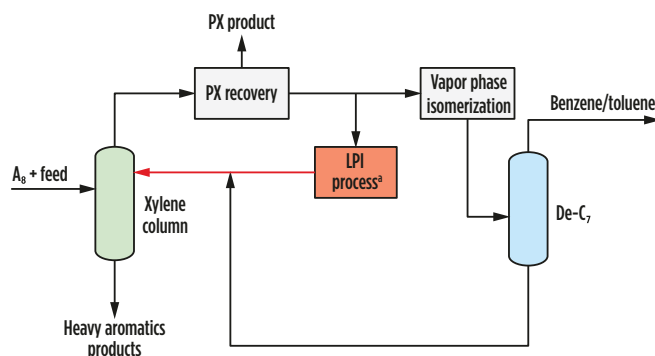 PX product
PX recovery
Vapor phase
isomerization
Benzene/toluene
A₈ + feed
LPI
processᵃ
Xylene
column
De-C₇
Heavy aromatics
products